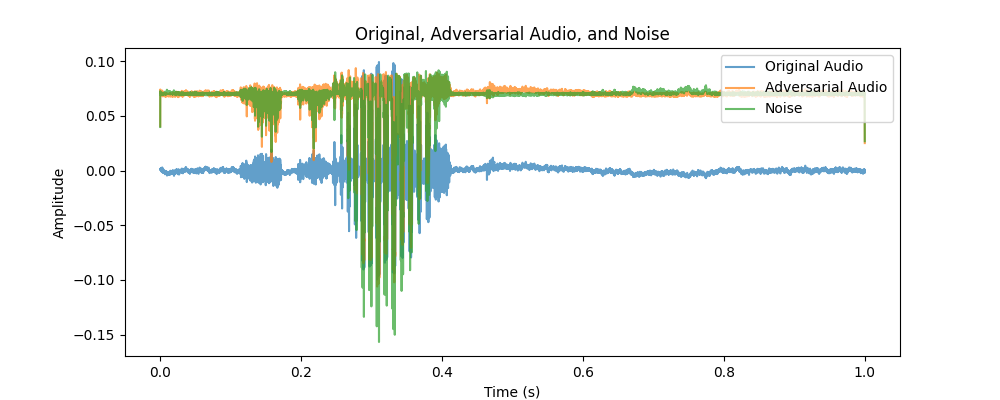 Original, Adversarial Audio, and Noise
Original Audio
Adversarial Audio
Noise
Amplitude
0.10
0.05
0.00
−0.05
−0.10
−0.15
0.0 0.2 0.4 0.6 0.8 1.0
Time (s)